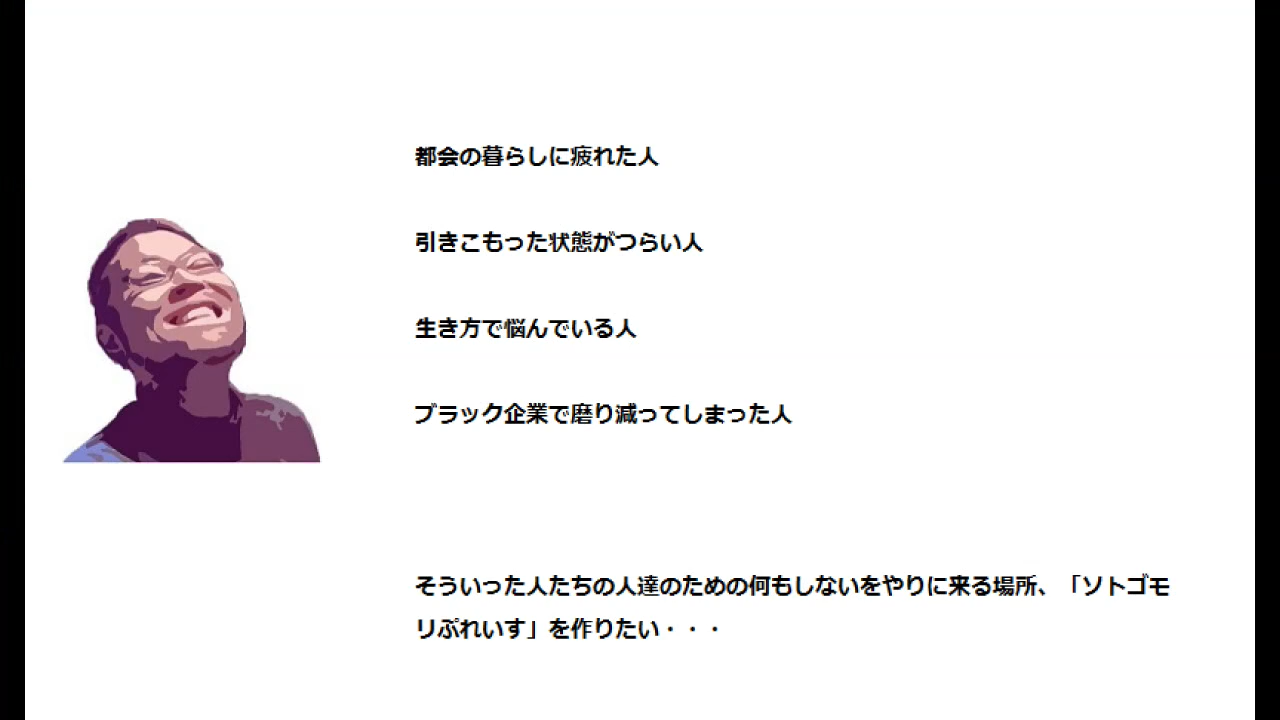 都会の暮らしに疲れた人
引きこもった状態がつらい人
生き方で悩んでいる人
ブラック企業で磨り減ってしまった人
そういった人たちの人達のための何もしないをやりに来る場所、「ソトゴモ
リぷれいす」を作りたい・・・